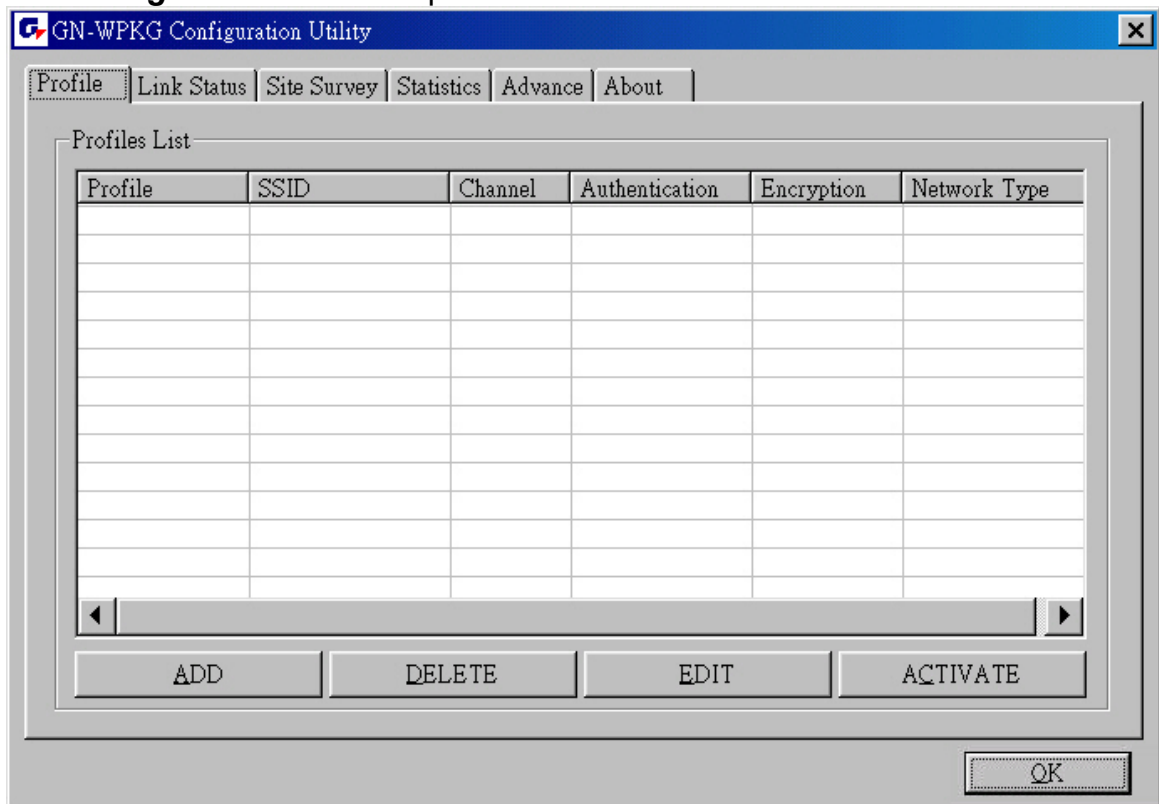 GN-WPKG Configuration Utility
Profile Link Status Site Survey Statistics Advance About
Profiles List
Profile SSID Channel Authentication Encryption Network Type
ADD DELETE EDIT ACTIVATE
OK